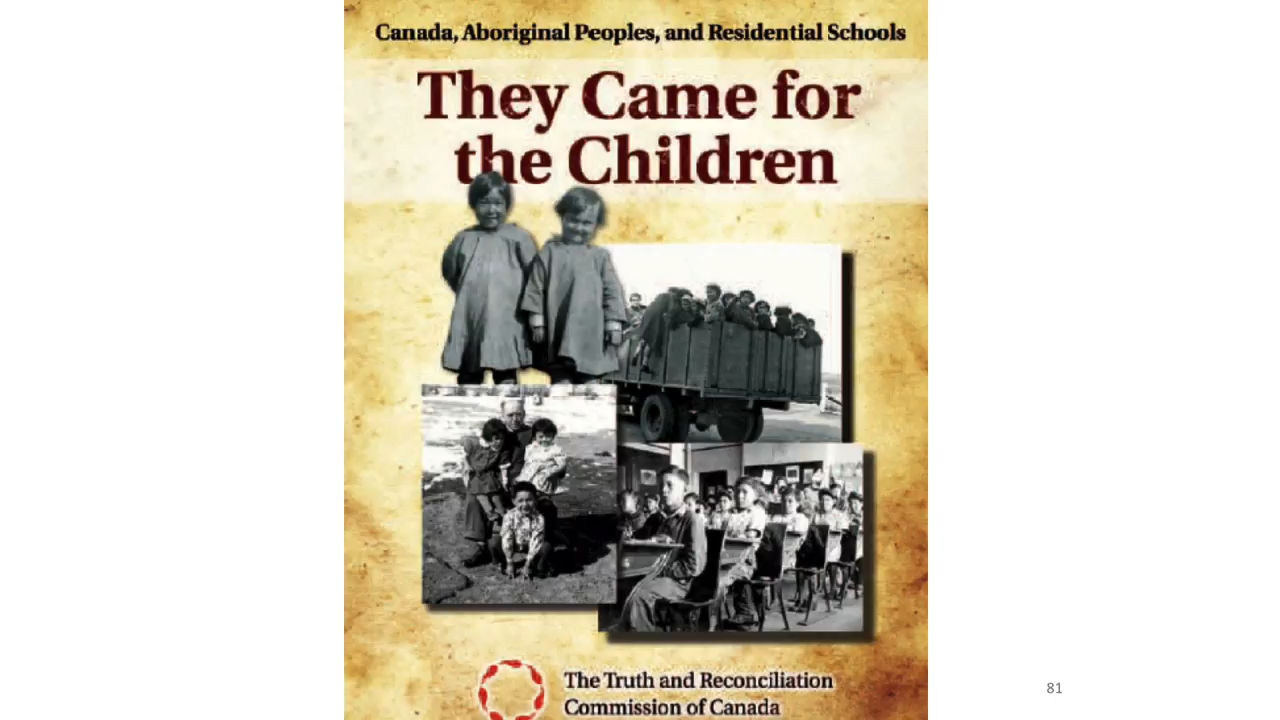 Canada, Aboriginal Peoples, and Residential Schools
They Came for
the Children
The Truth and Reconciliation
Commission of Canada
81